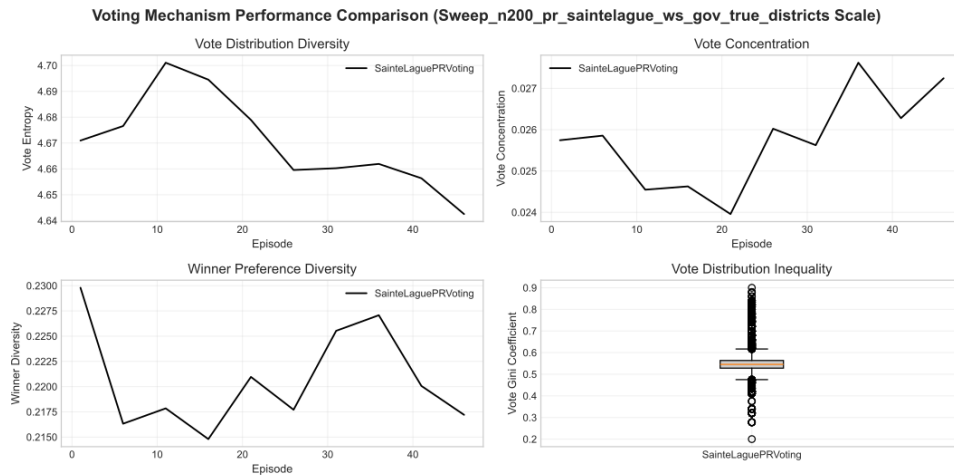 Voting Mechanism Performance Comparison (Sweep_n200_pr_saintelague_ws_gov_true_districts Scale)
Vote Distribution Diversity
SainteLaguePRVoting
Vote Entropy
4.70
4.69
4.68
4.67
4.66
4.65
4.64
0
10
20
30
40
Episode
Vote Concentration
SainteLaguePRVoting
Vote Concentration
0.027
0.026
0.025
0.024
0
10
20
30
40
Episode
Winner Preference Diversity
SainteLaguePRVoting
Winner Diversity
0.2300
0.2275
0.2250
0.2225
0.2200
0.2175
0.2150
0
10
20
30
40
Episode
Vote Distribution Inequality
Vote Gini Coefficient
0.9
0.8
0.7
0.6
0.5
0.4
0.3
0.2
SainteLaguePRVoting